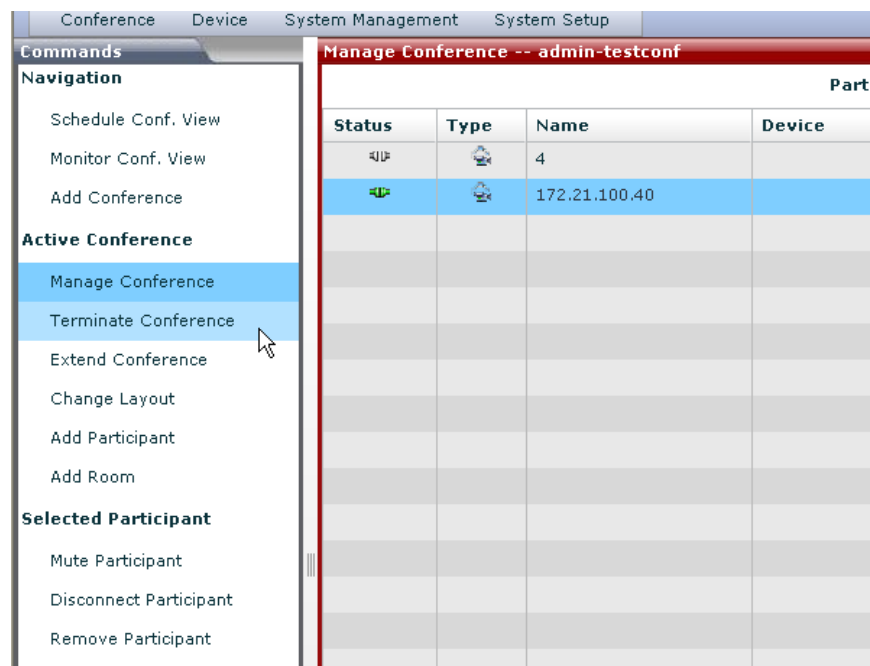 Conference Device System Management System Setup
Commands
Navigation
Schedule Conf. View
Monitor Conf. View
Add Conference
Active Conference
Manage Conference
Terminate Conference
Extend Conference
Change Layout
Add Participant
Add Room
Selected Participant
Mute Participant
Disconnect Participant
Remove Participant
Manage Conference -- admin-testconf
Part
Status Type Name Device
4
172.21.100.40